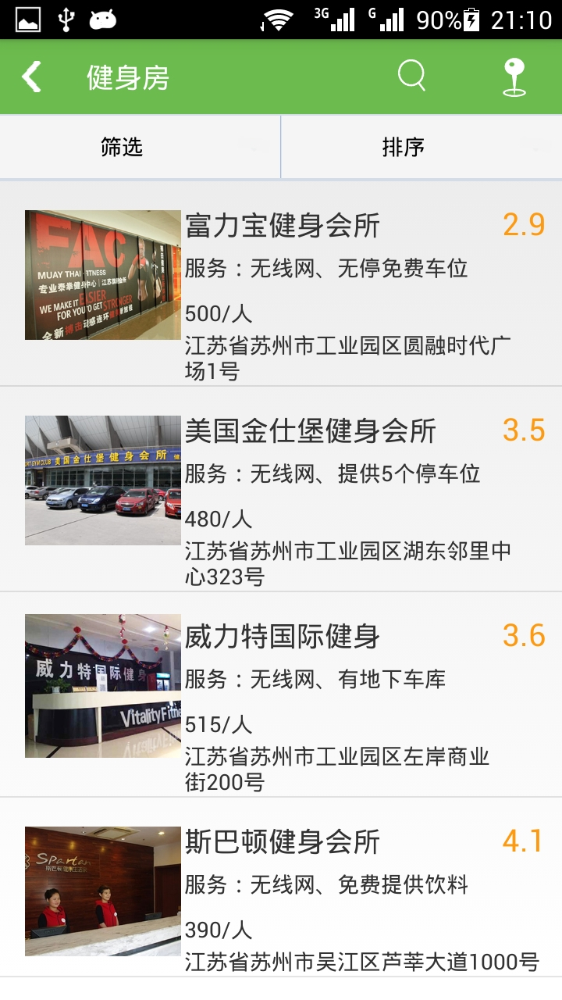 3G G 90% 21:10
健身房
筛选 排序
FAC
MUAY THAI FITNESS
WE MAKE IT EASIER
FOR YOU TO GET STRONGER
富力宝健身会所 2.9
服务：无线网、无停免费车位
500/人
江苏省苏州市工业园区圆融时代广
场1号
美国金仕堡健身会所
美国金仕堡健身会所 3.5
服务：无线网、提供5个停车位
480/人
江苏省苏州市工业园区湖东邻里中
心323号
威力特国际健身
威力特国际健身 3.6
服务：无线网、有地下车库
515/人
江苏省苏州市工业园区左岸商业
街200号
Spartan
斯巴顿健身会所 4.1
服务：无线网、免费提供饮料
390/人
江苏省苏州市吴江区芦莘大道1000号